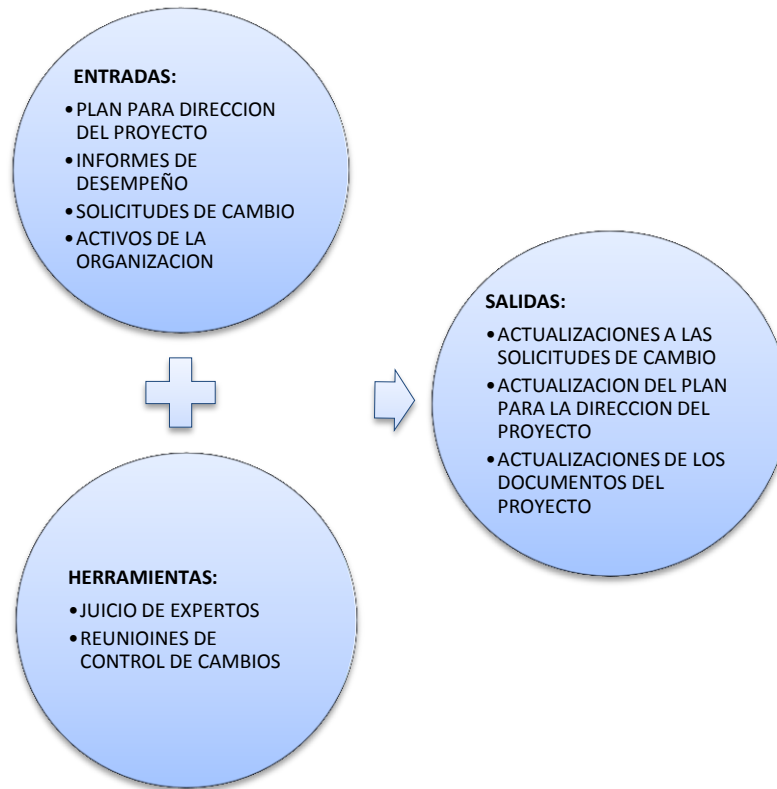 ENTRADAS:
•PLAN PARA DIRECCION
DEL PROYECTO
•INFORMES DE
DESEMPEÑO
•SOLICITUDES DE CAMBIO
•ACTIVOS DE LA
ORGANIZACION
HERRAMIENTAS:
•JUICIO DE EXPERTOS
•REUNIOINES DE
CONTROL DE CAMBIOS
SALIDAS:
•ACTUALIZACIONES A LAS
SOLICITUDES DE CAMBIO
•ACTUALIZACION DEL PLAN
PARA LA DIRECCION DEL
PROYECTO
•ACTUALIZACIONES DE LOS
DOCUMENTOS DEL
PROYECTO